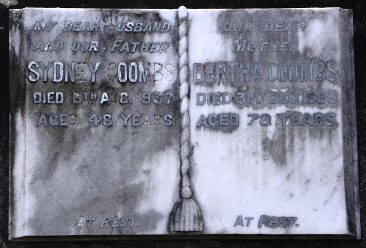 MY DEAR HUSBAND
AND OUR FATHER
SYDNEY COOMBS
DIED 6TH AUG 1937
AGED 48 YEARS
AT REST.
OUR DEAR
MOTHER
BERTHA COOMBS
DIED DEC.
AGED 78 YEARS
AT REST.